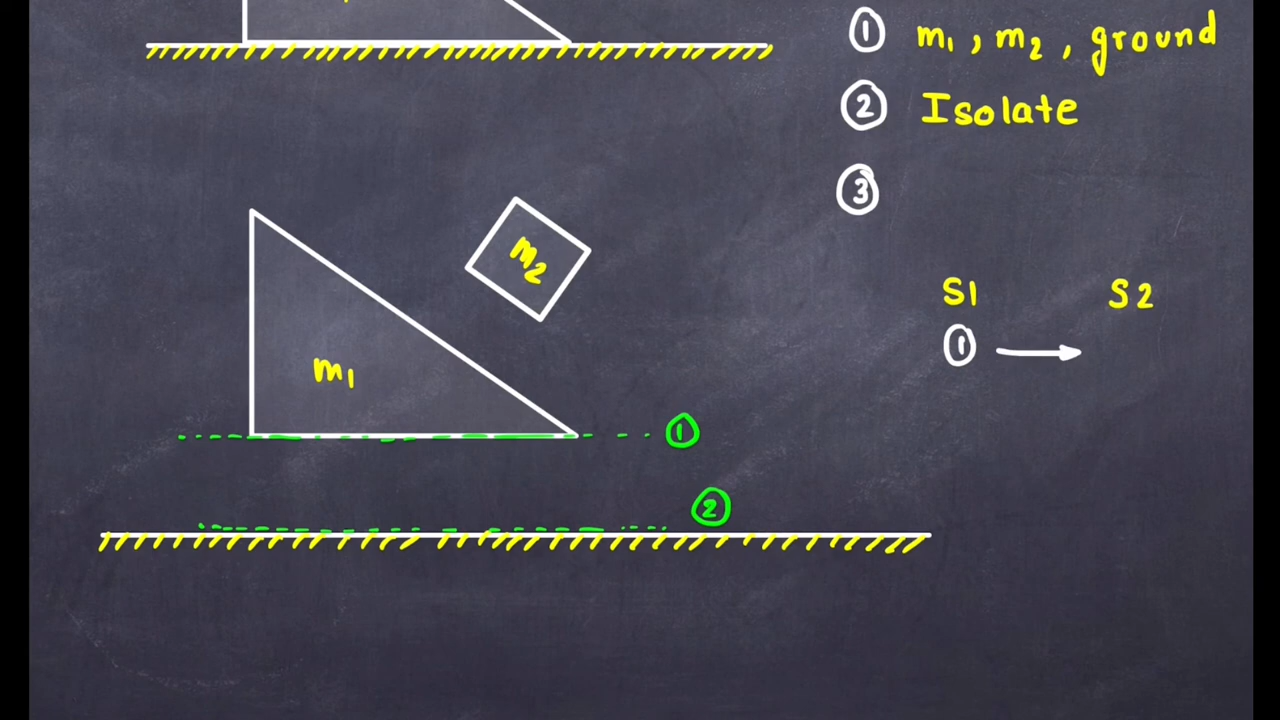 ① m₁, m₂, ground
② Isolate
③
m₂
S1 S2
①
m₁
①
②